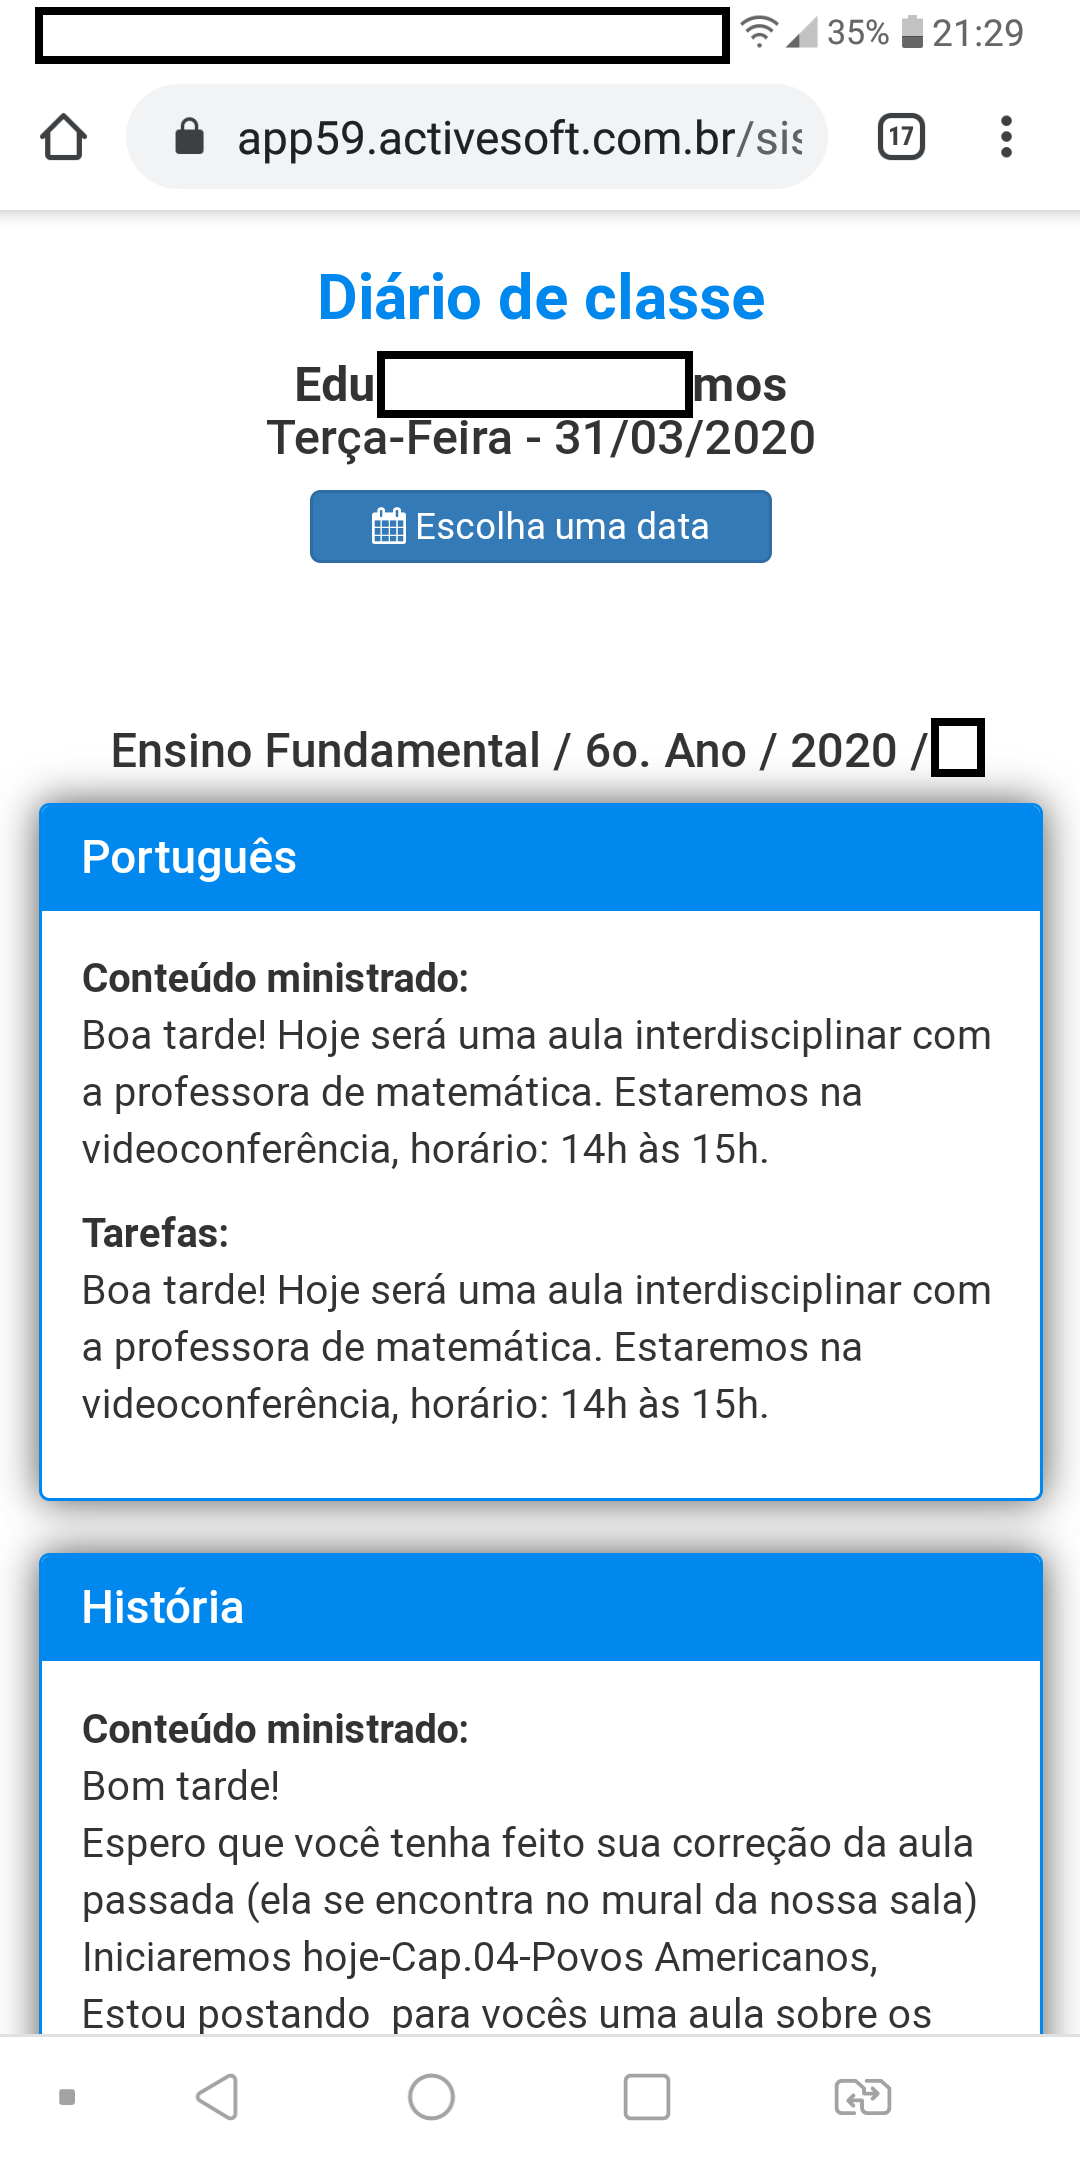 35% 21:29
app59.activesoft.com.br/sis
17
Diário de classe
Edu mos
Terça-Feira - 31/03/2020
Escolha uma data
Ensino Fundamental / 6o. Ano / 2020 /
Português
Conteúdo ministrado:
Boa tarde! Hoje será uma aula interdisciplinar com
a professora de matemática. Estaremos na
videoconferência, horário: 14h às 15h.
Tarefas:
Boa tarde! Hoje será uma aula interdisciplinar com
a professora de matemática. Estaremos na
videoconferência, horário: 14h às 15h.
História
Conteúdo ministrado:
Bom tarde!
Espero que você tenha feito sua correção da aula
passada (ela se encontra no mural da nossa sala)
Iniciaremos hoje-Cap.04-Povos Americanos,
Estou postando  para vocês uma aula sobre os